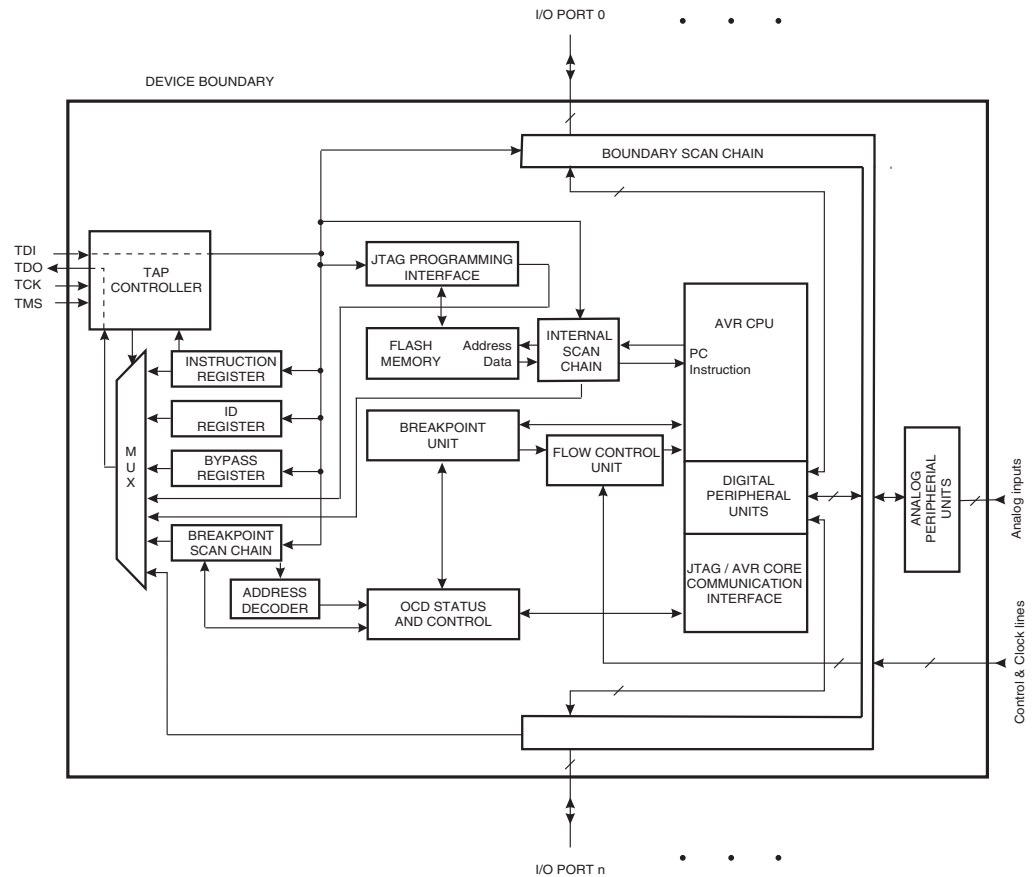 I/O PORT 0
DEVICE BOUNDARY
BOUNDARY SCAN CHAIN
TDI
TDO
TCK
TMS
TAP
CONTROLLER
JTAG PROGRAMMING
INTERFACE
AVR CPU
FLASH
MEMORY
Address
Data
INTERNAL
SCAN
CHAIN
PC
Instruction
INSTRUCTION
REGISTER
ID
REGISTER
M
U
X
BREAKPOINT
UNIT
FLOW CONTROL
UNIT
BYPASS
REGISTER
DIGITAL
PERIPHERAL
UNITS
ANALOG
PERIPHERIAL
UNITS
Analog inputs
BREAKPOINT
SCAN CHAIN
JTAG / AVR CORE
COMMUNICATION
INTERFACE
ADDRESS
DECODER
OCD STATUS
AND CONTROL
Control & Clock lines
I/O PORT n